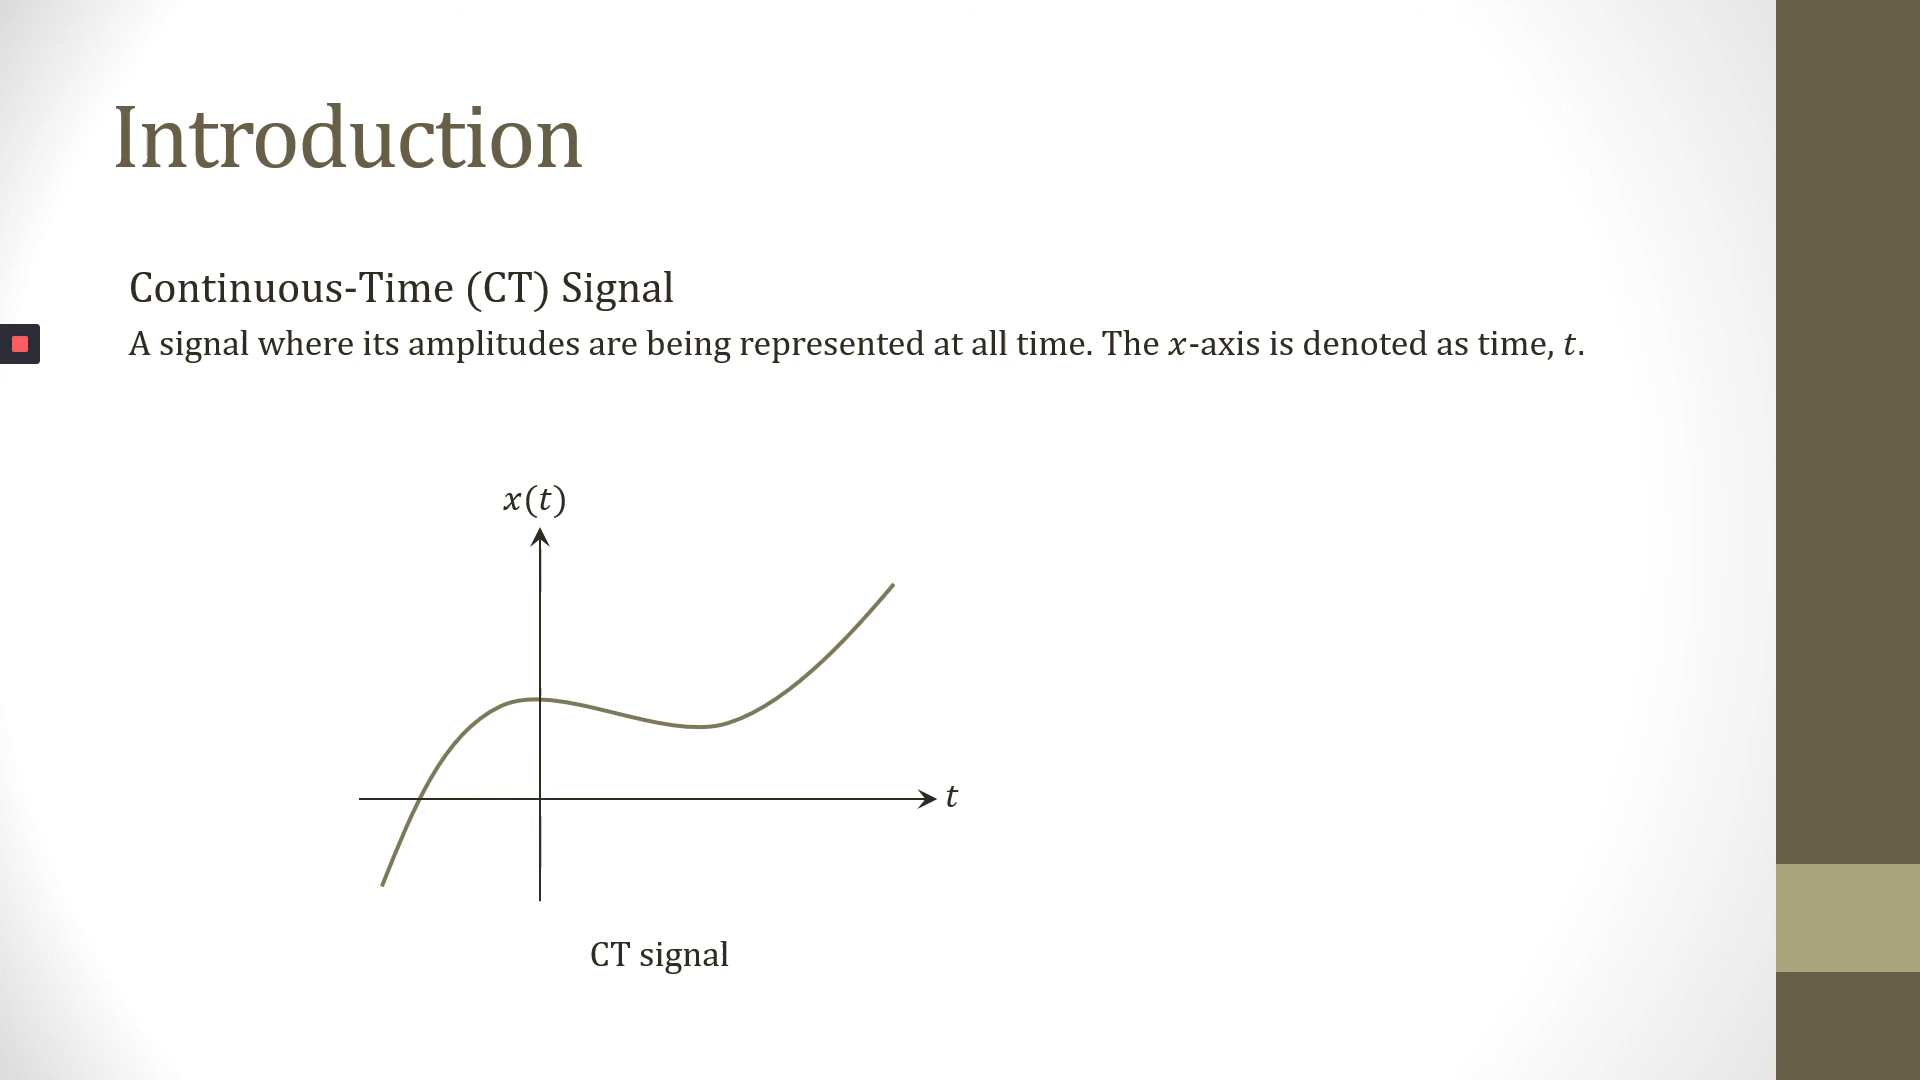 Introduction
Continuous-Time (CT) Signal
A signal where its amplitudes are being represented at all time. The x-axis is denoted as time, t.
x(t)
t
CT signal